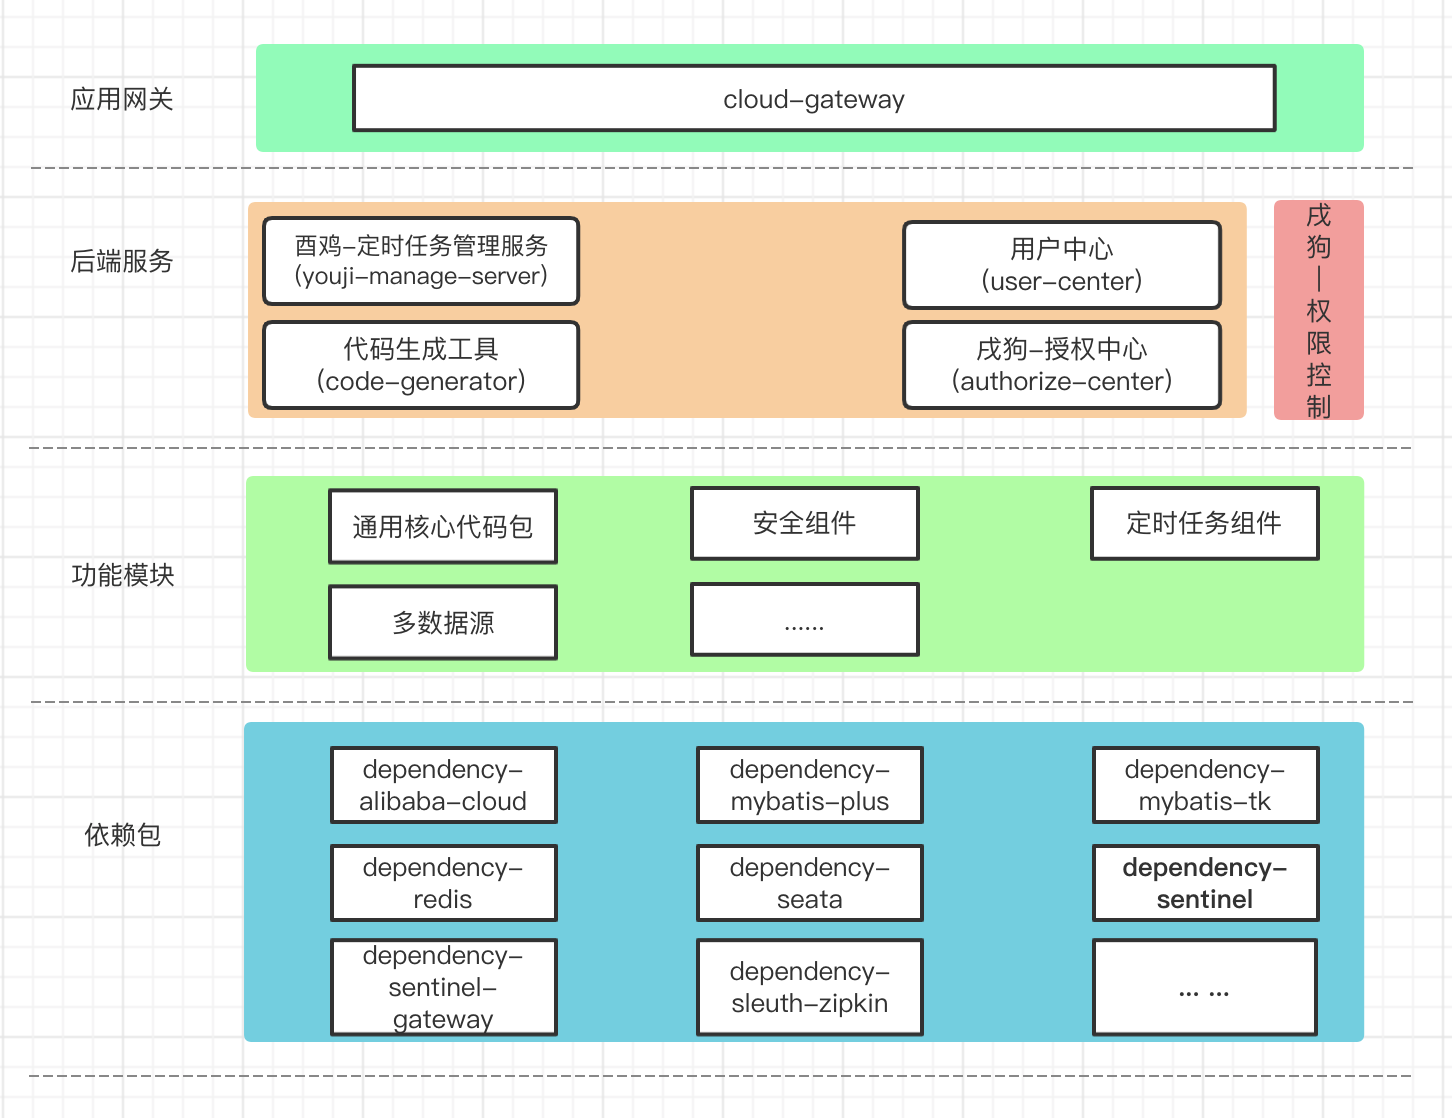 应用网关
cloud-gateway
后端服务
酉鸡-定时任务管理服务
(youji-manage-server)
用户中心
(user-center)
代码生成工具
(code-generator)
戌狗-授权中心
(authorize-center)
戌
狗
|
权
限
控
制
功能模块
通用核心代码包
安全组件
定时任务组件
多数据源
......
依赖包
dependency-
alibaba-cloud
dependency-
mybatis-plus
dependency-
mybatis-tk
dependency-
redis
dependency-
seata
dependency-
sentinel
dependency-
sentinel-
gateway
dependency-
sleuth-zipkin
... ...